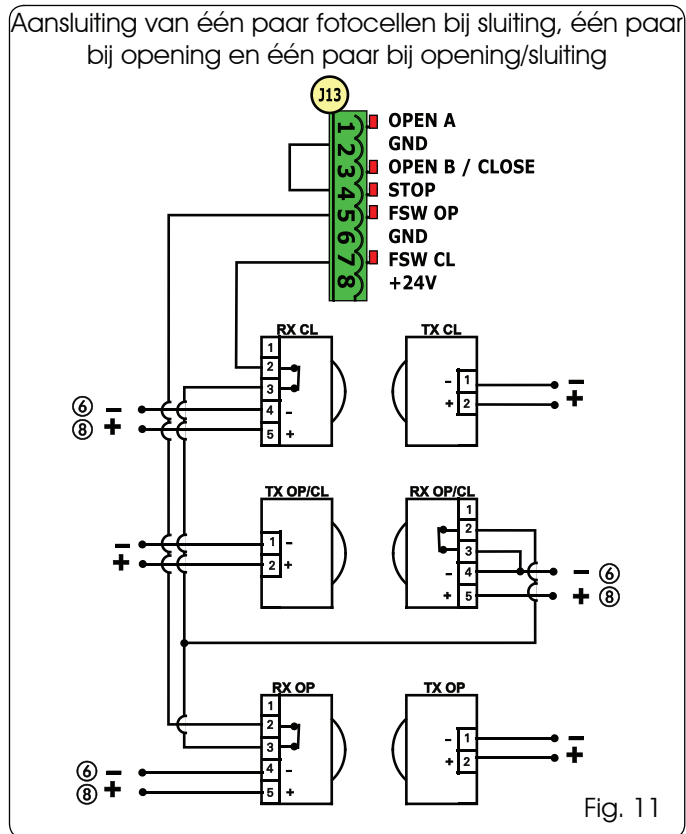 Aansluiting van één paar fotocellen bij sluiting, één paar
bij opening en één paar bij opening/sluiting
J13
1 OPEN A
2 GND
3 OPEN B / CLOSE
4 STOP
5 FSW OP
6 GND
7 FSW CL
8 +24V
RX CL
1
2
3
⑥ - 4 -
⑧ + 5 +
TX CL
- 1 -
+ 2 +
TX OP/CL
- 1 -
+ 2 +
RX OP/CL
1
2
3
- 4 - ⑥
+ 5 + ⑧
RX OP
1
2
3
⑥ - 4 -
⑧ + 5 +
TX OP
- 1 -
+ 2 +
Fig. 11